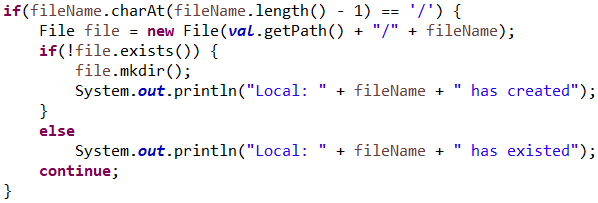 if(fileName.charAt(fileName.length() - 1) == '/') {
    File file = new File(val.getPath() + "/" + fileName);
    if(!file.exists()) {
        file.mkdir();
        System.out.println("Local: " + fileName + " has created");
    }
    else
        System.out.println("Local: " + fileName + " has existed");
    continue;
}